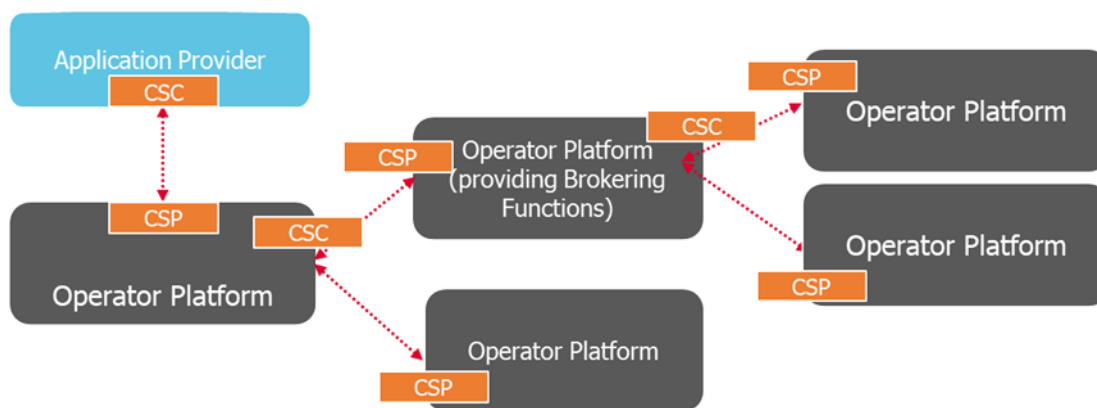 Application Provider
CSC
CSP
CSC
Operator Platform
CSP
Operator Platform
(providing Brokering
Functions)
CSC
Operator Platform
CSP
CSP
Operator Platform
Operator Platform
CSP